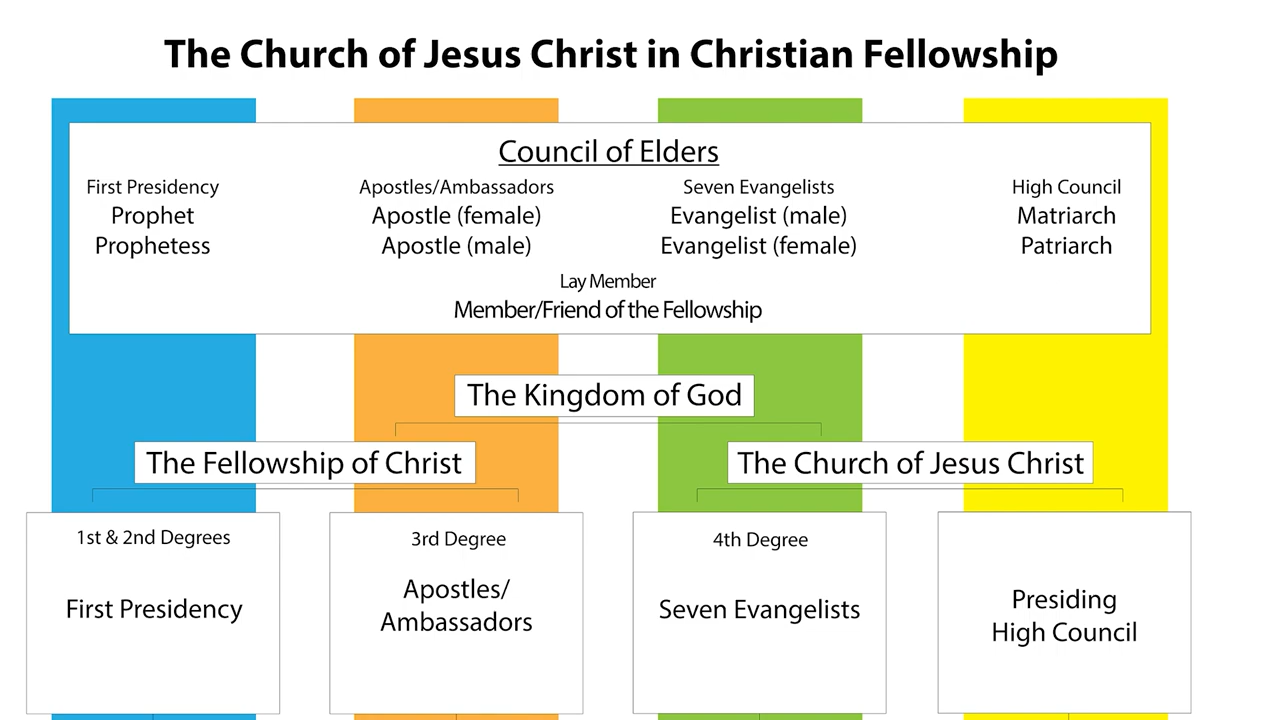 The Church of Jesus Christ in Christian Fellowship
Council of Elders
First Presidency
Prophet
Prophetess
Apostles/Ambassadors
Apostle (female)
Apostle (male)
Seven Evangelists
Evangelist (male)
Evangelist (female)
High Council
Matriarch
Patriarch
Lay Member
Member/Friend of the Fellowship
The Kingdom of God
The Fellowship of Christ
The Church of Jesus Christ
1st & 2nd Degrees
First Presidency
3rd Degree
Apostles/
Ambassadors
4th Degree
Seven Evangelists
Presiding
High Council